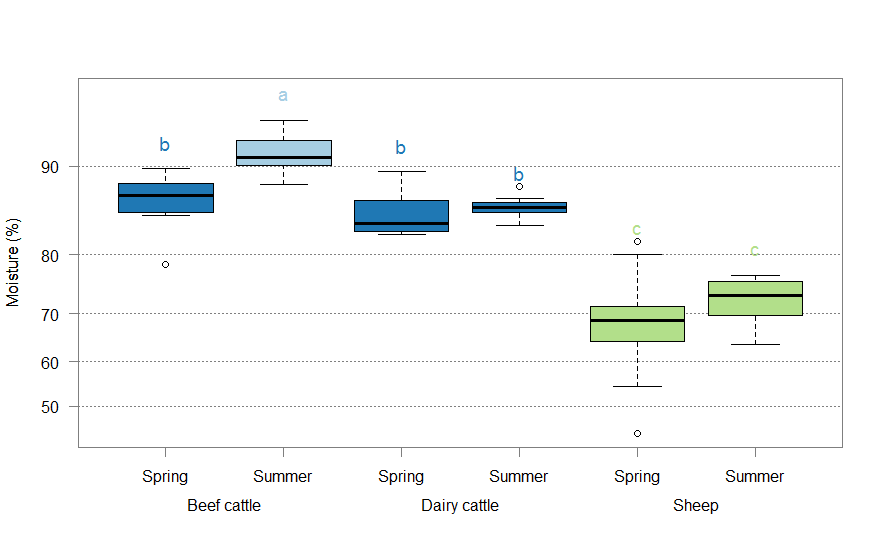 a
b
b
b
c
c
90
80
70
60
50
Moisture (%)
Spring Summer Spring Summer Spring Summer
Beef cattle Dairy cattle Sheep